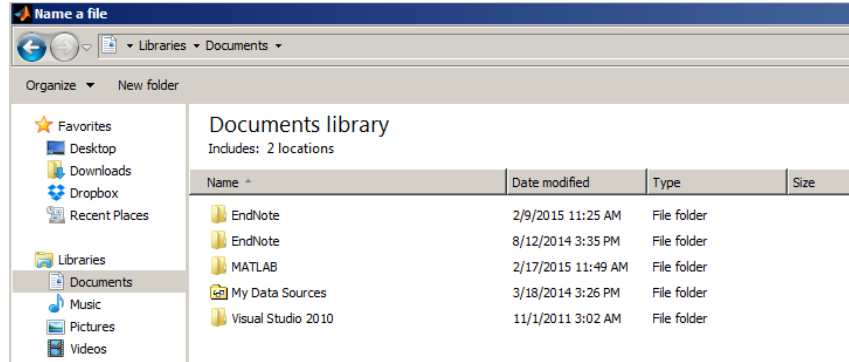 Name a file
Libraries Documents
Organize New folder
Favorites
Desktop
Downloads
Dropbox
Recent Places
Libraries
Documents
Music
Pictures
Videos
Documents library
Includes: 2 locations
Name Date modified Type Size
EndNote 2/9/2015 11:25 AM File folder
EndNote 8/12/2014 3:35 PM File folder
MATLAB 2/17/2015 11:49 AM File folder
My Data Sources 3/18/2014 3:26 PM File folder
Visual Studio 2010 11/1/2011 3:02 AM File folder